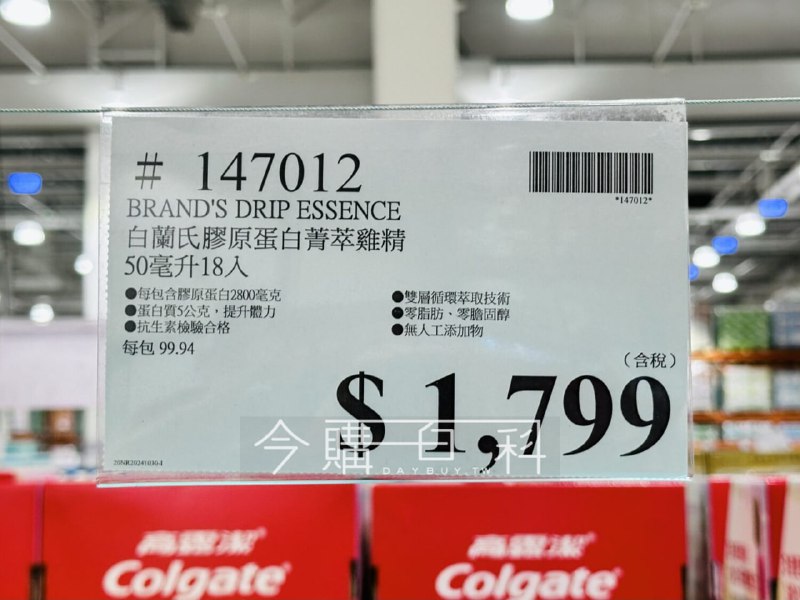 # 147012
*147012*
BRAND'S DRIP ESSENCE
白蘭氏膠原蛋白菁萃雞精
50毫升18入
●每包含膠原蛋白2800毫克
●蛋白質5公克，提升體力
●抗生素檢驗合格
每包 99.94
●雙層循環萃取技術
●零脂肪、零膽固醇
●無人工添加物
（含稅）
$ 1,799
今購百科
DAYBUY.TW
高露潔
Colgate
高露潔
Colgate